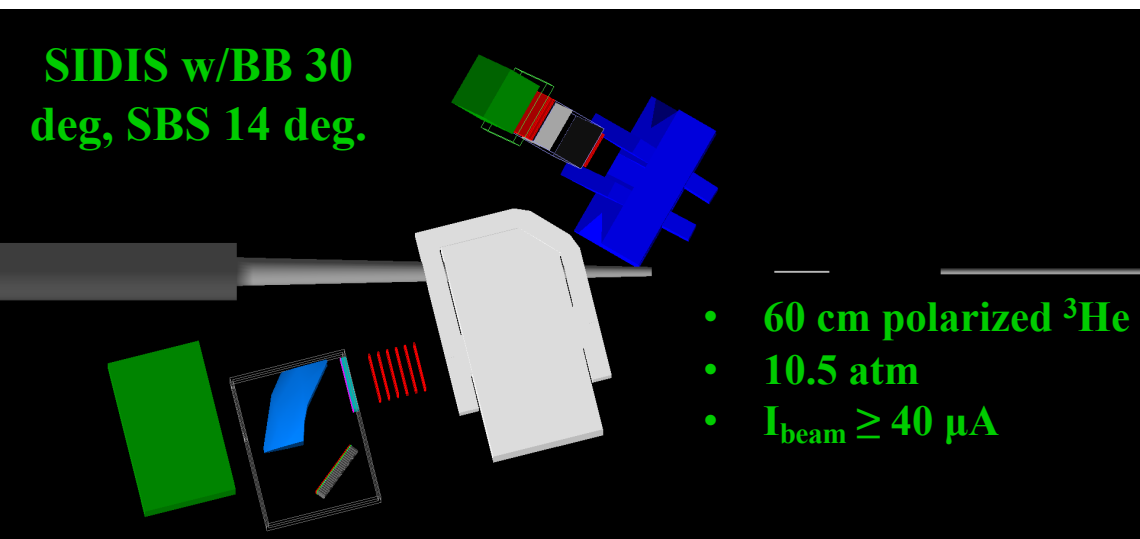 SIDIS w/BB 30
deg, SBS 14 deg.
• 60 cm polarized ³He
• 10.5 atm
• I_beam ≥ 40 μA